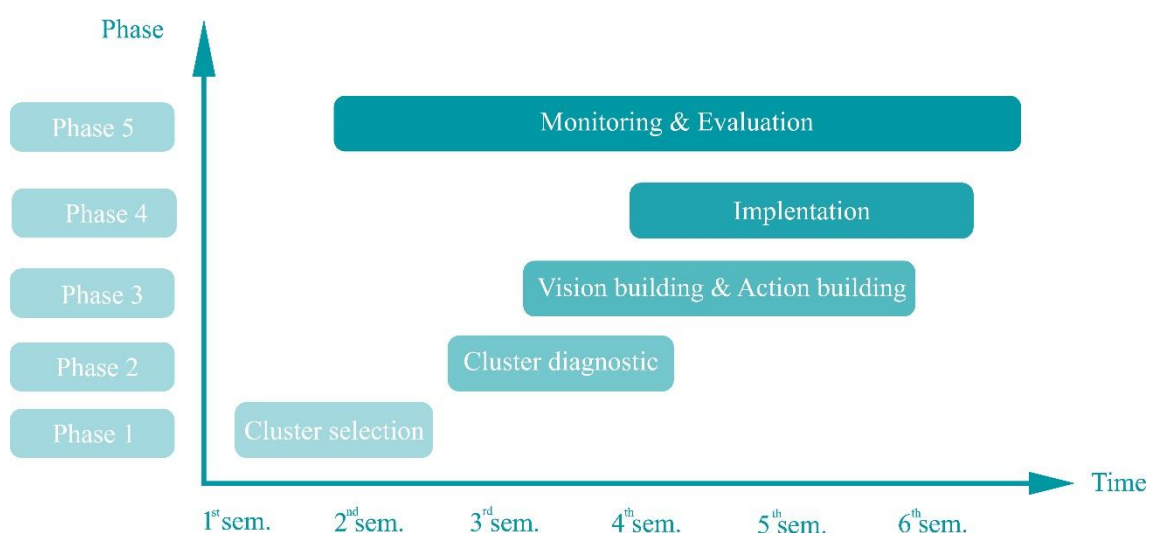 Phase
Phase 5
Monitoring & Evaluation
Phase 4
Implentation
Phase 3
Vision building & Action building
Phase 2
Cluster diagnostic
Phase 1
Cluster selection
Time
1st sem.
2nd sem.
3rd sem.
4th sem.
5th sem.
6th sem.